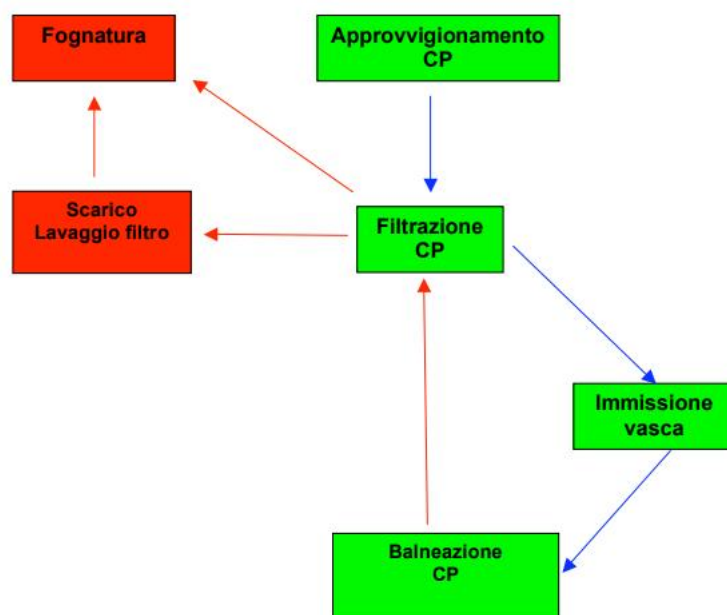 Fognatura
Approvvigionamento
CP
Scarico
Lavaggio filtro
Filtrazione
CP
Immissione
vasca
Balneazione
CP